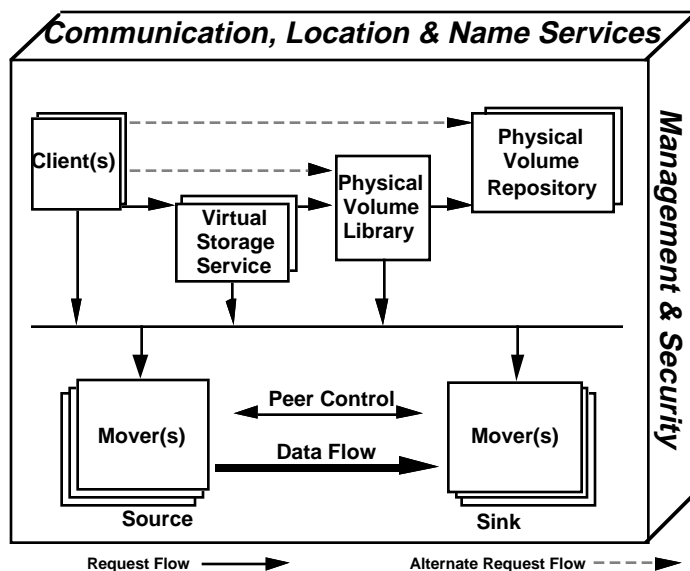 Communication, Location & Name Services
Management & Security
Client(s)
Virtual
Storage
Service
Physical
Volume
Library
Physical
Volume
Repository
Mover(s)
Source
Peer Control
Data Flow
Mover(s)
Sink
Request Flow
Alternate Request Flow